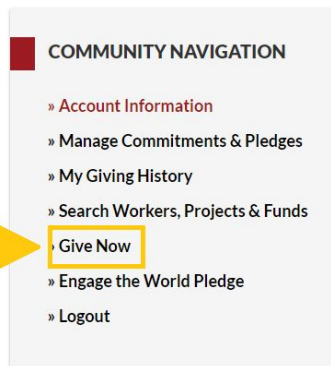 COMMUNITY NAVIGATION
» Account Information
» Manage Commitments & Pledges
» My Giving History
» Search Workers, Projects & Funds
» Give Now
» Engage the World Pledge
» Logout